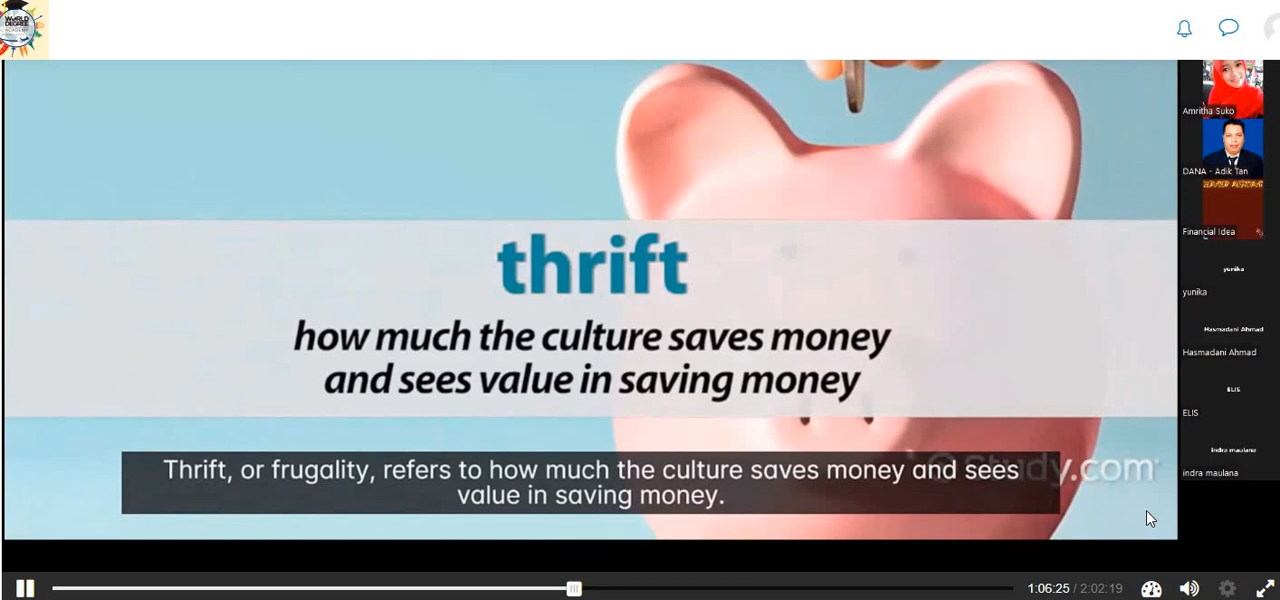 WORLD
DEGREE
ACADEMY
Amritha Suko
DANA - Adik Tan
Financial Idea
yunika
yunika
Hasmadani Ahmad
Hasmadani Ahmad
ELIS
ELIS
indra maulana
indra maulana
thrift
how much the culture saves money
and sees value in saving money
Thrift, or frugality, refers to how much the culture saves money and sees
value in saving money.
Study.com
1:06:25 / 2:02:19